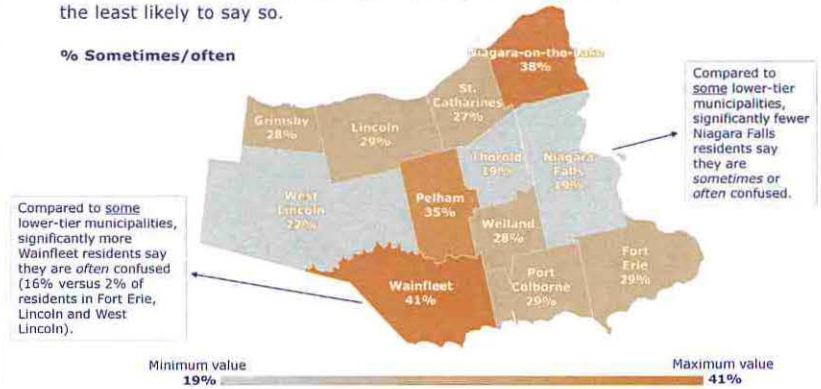 the least likely to say so.
% Sometimes/often
Niagara-on-the-Lake
38%
St.
Catharines
27%
Grimsby
28%
Lincoln
29%
Thorold
19%
Niagara
Falls
19%
West
Lincoln
22%
Pelham
35%
Welland
28%
Fort
Erie
29%
Port
Colborne
29%
Wainfleet
41%
Compared to
some lower-tier
municipalities,
significantly fewer
Niagara Falls
residents say
they are
sometimes or
often confused.
Compared to some
lower-tier municipalities,
significantly more
Wainfleet residents say
they are often confused
(16% versus 2% of
residents in Fort Erie,
Lincoln and West
Lincoln).
Minimum value
19%
Maximum value
41%